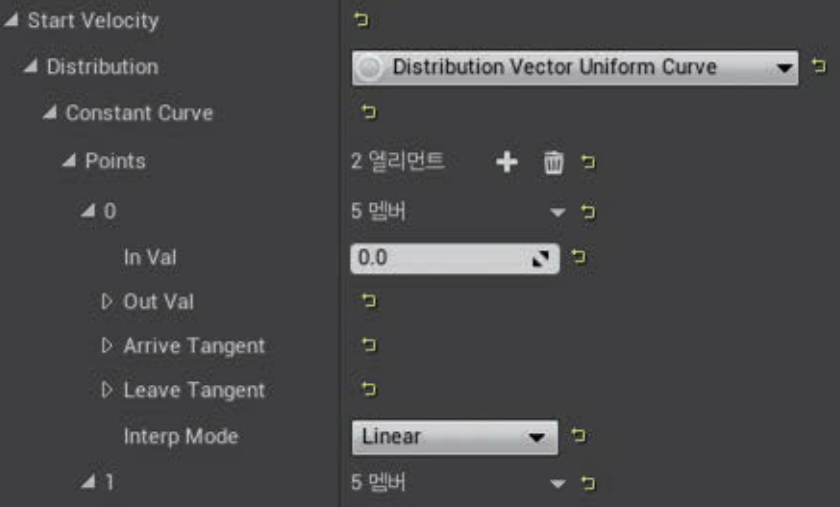 Start Velocity
Distribution Distribution Vector Uniform Curve
Constant Curve
Points 2 엘리먼트
0 5 멤버
In Val 0.0
Out Val
Arrive Tangent
Leave Tangent
Interp Mode Linear
1 5 멤버